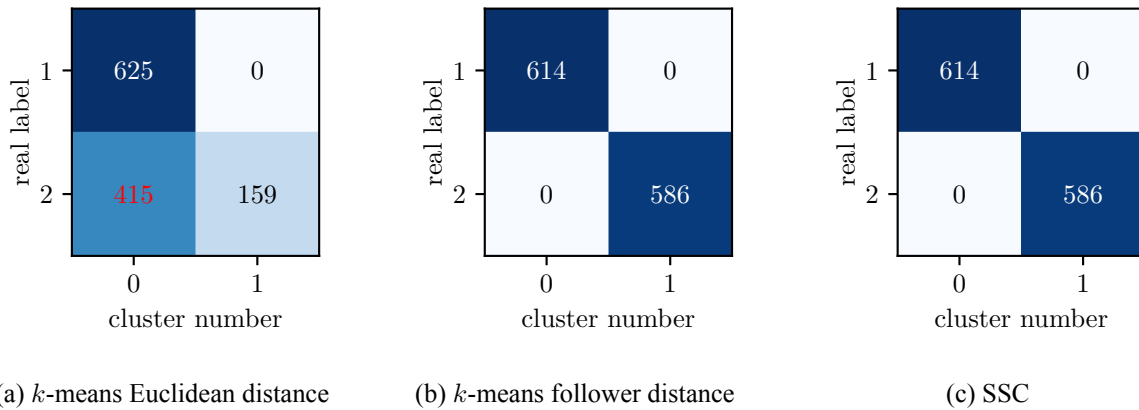 real label
1
625
0
2
415
159
0
1
cluster number
(a) k-means Euclidean distance
real label
1
614
0
2
0
586
0
1
cluster number
(b) k-means follower distance
real label
1
614
0
2
0
586
0
1
cluster number
(c) SSC